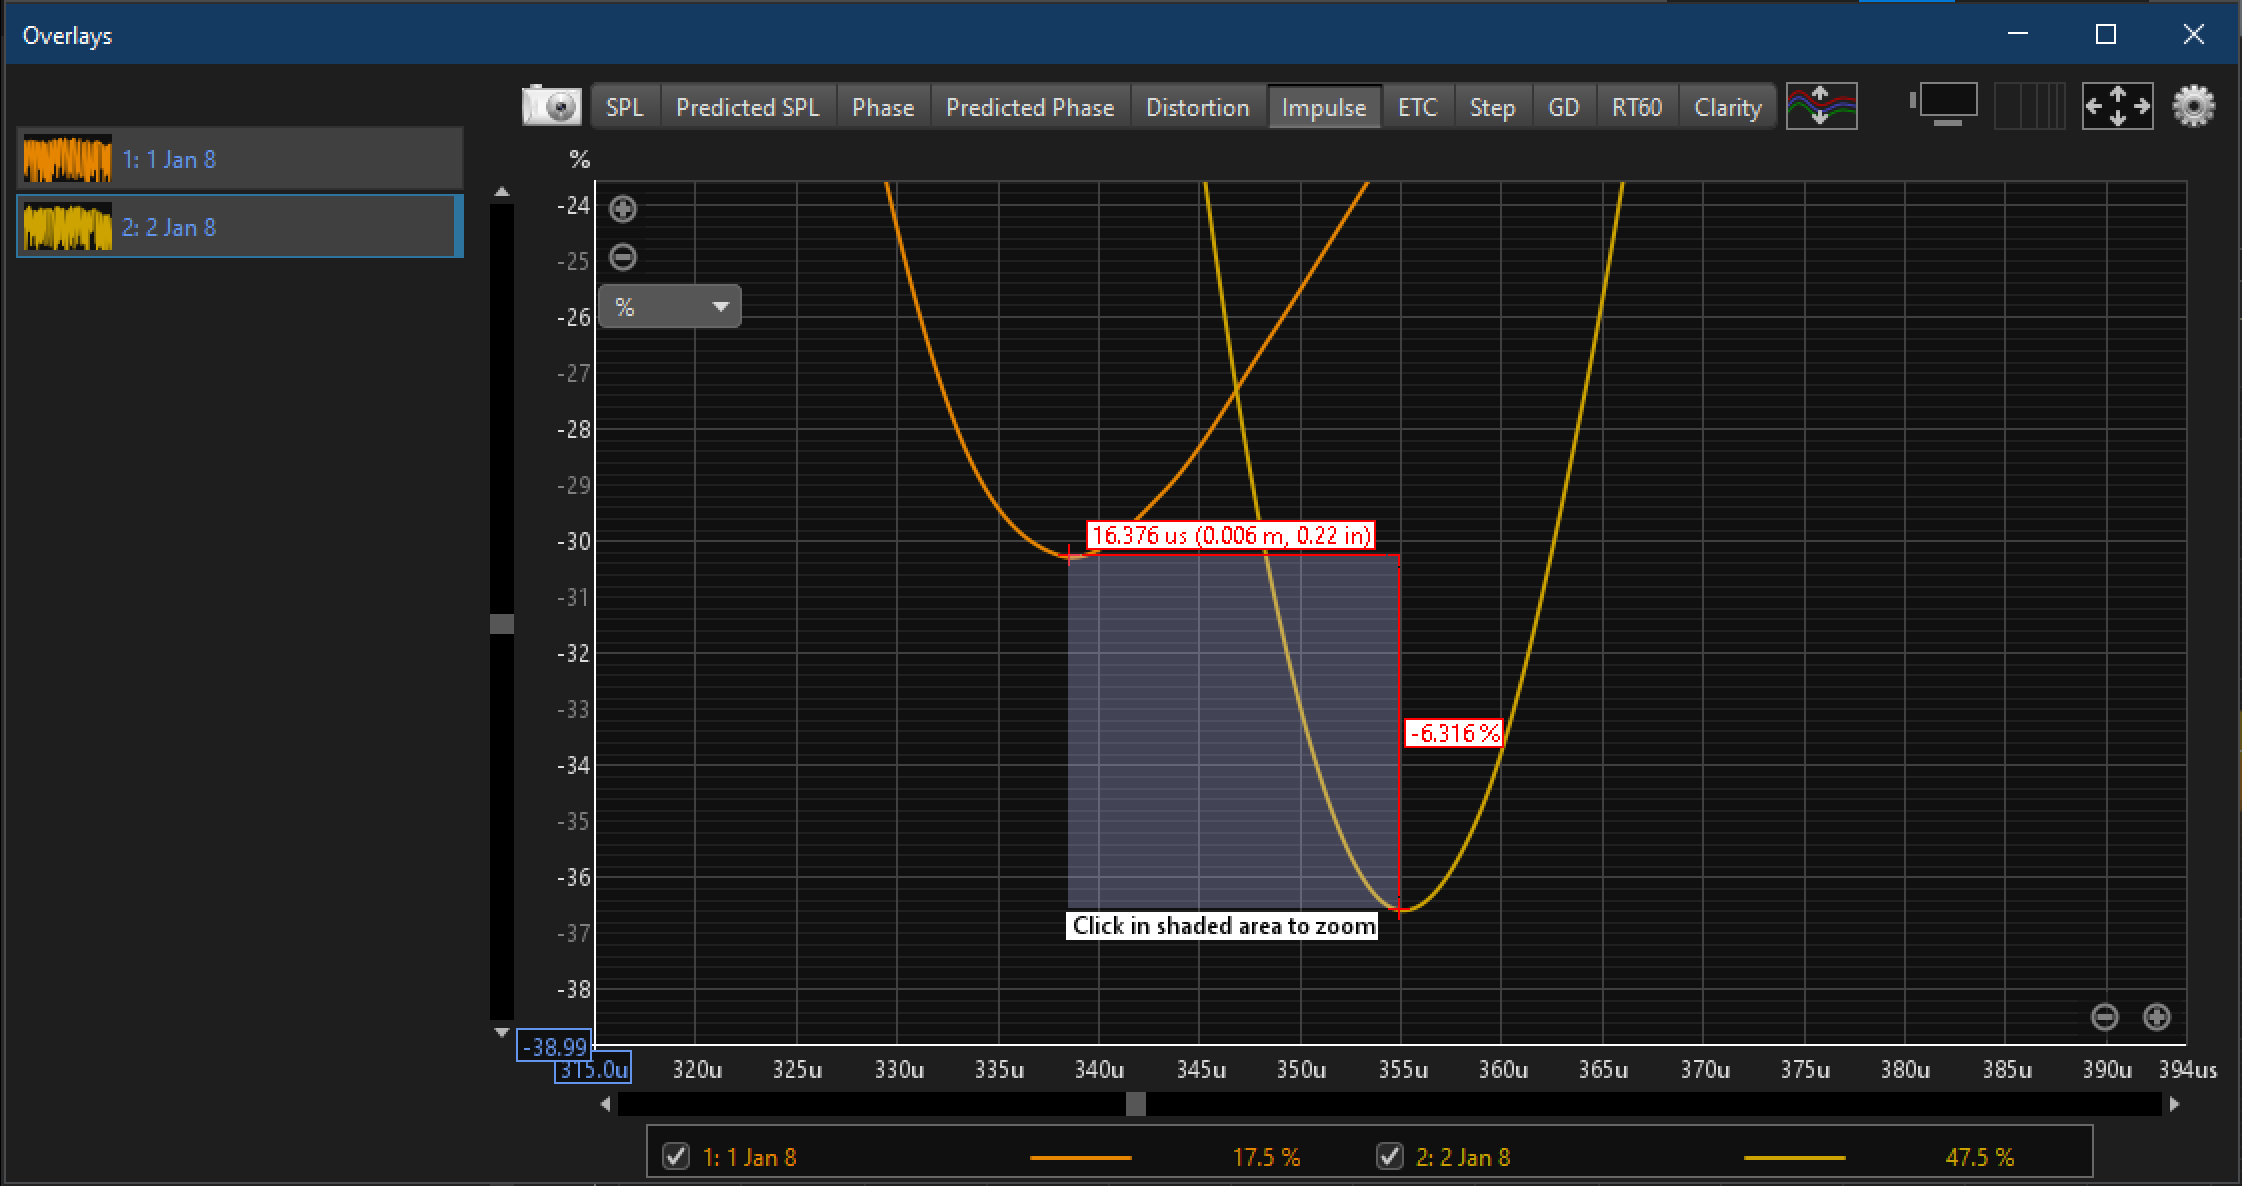 Overlays
SPL Predicted SPL Phase Predicted Phase Distortion Impulse ETC Step GD RT60 Clarity
1: 1 Jan 8
2: 2 Jan 8
%
-24
-25
%
-26
-27
-28
-29
-30
16.376 us (0.006 m, 0.22 in)
-31
-32
-33
-6.316 %
-34
-35
-36
Click in shaded area to zoom
-37
-38
-38.99
315.0u 320u 325u 330u 335u 340u 345u 350u 355u 360u 365u 370u 375u 380u 385u 390u 394us
1: 1 Jan 8 17.5 % 2: 2 Jan 8 47.5 %